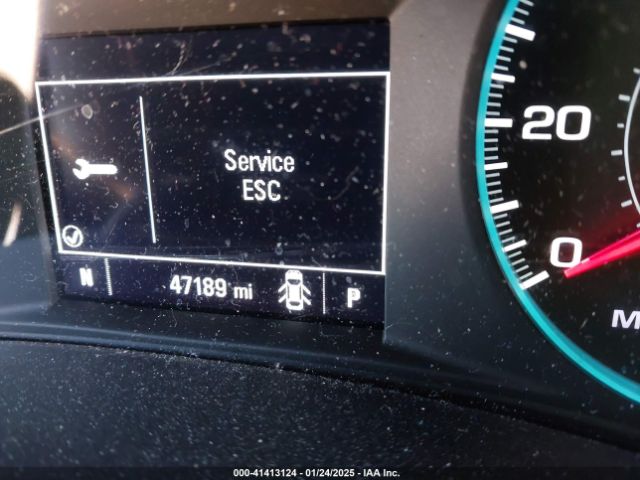 Service
ESC
N
47189 mi
P
20
0
M
000-41413124 - 01/24/2025 - IAA Inc.